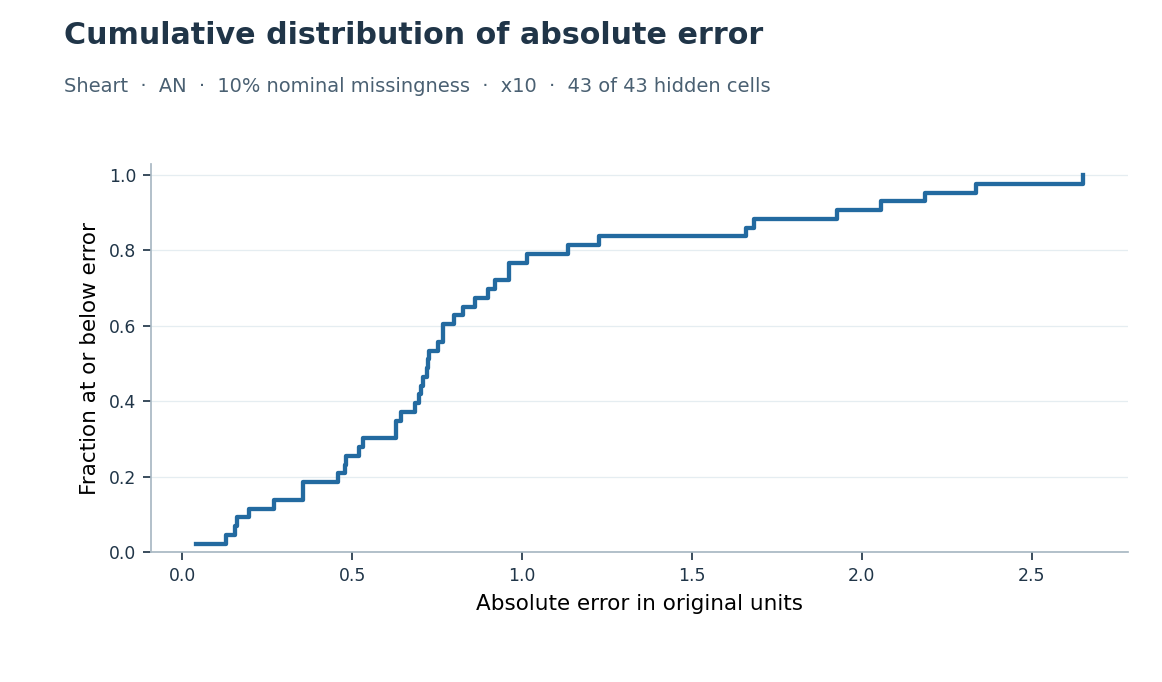 Cumulative distribution of absolute error
Sheart · AN · 10% nominal missingness · x10 · 43 of 43 hidden cells
Fraction at or below error
1.0
0.8
0.6
0.4
0.2
0.0
0.0 0.5 1.0 1.5 2.0 2.5
Absolute error in original units